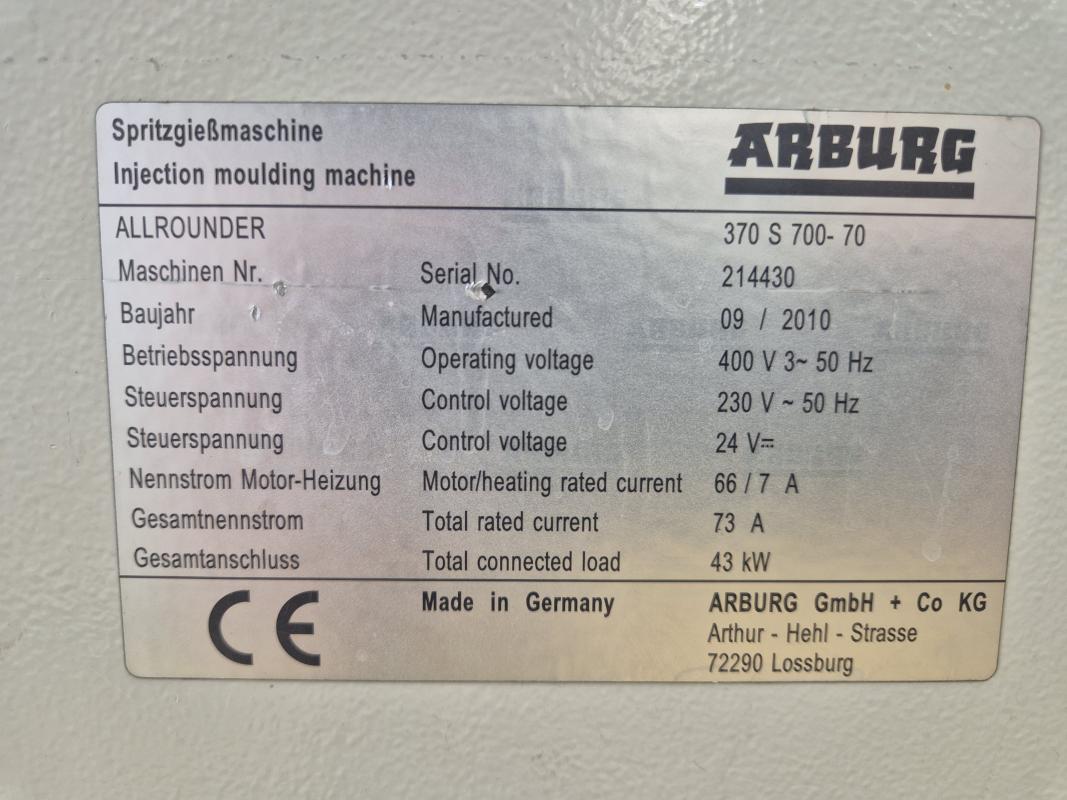 Spritzgießmaschine
Injection moulding machine
ARBURG
ALLROUNDER 370 S 700- 70
Maschinen Nr. Serial No. 214430
Baujahr Manufactured 09 / 2010
Betriebsspannung Operating voltage 400 V 3~ 50 Hz
Steuerspannung Control voltage 230 V ~ 50 Hz
Steuerspannung Control voltage 24 V⎓
Nennstrom Motor-Heizung Motor/heating rated current 66 / 7 A
Gesamtnennstrom Total rated current 73 A
Gesamtanschluss Total connected load 43 kW
CE Made in Germany ARBURG GmbH + Co KG
Arthur - Hehl - Strasse
72290 Lossburg